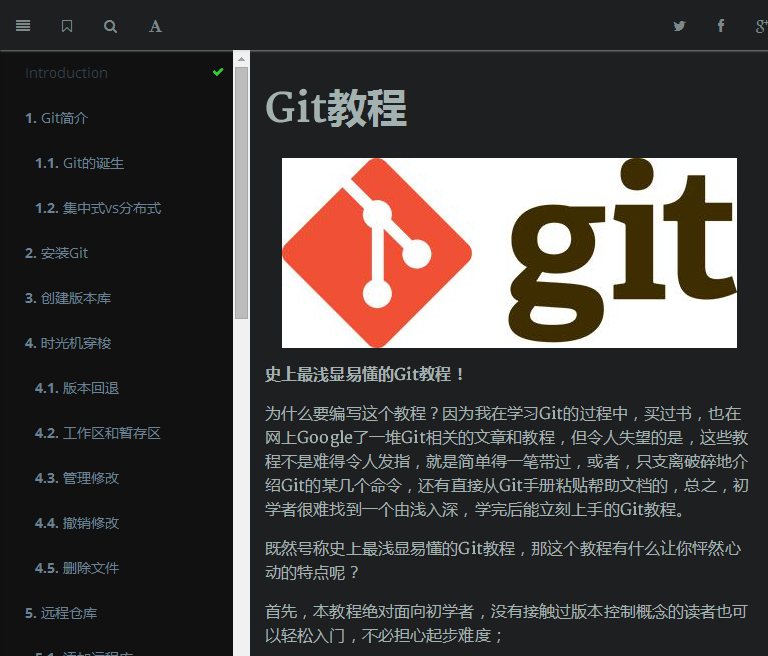 Introduction
1. Git简介
1.1. Git的诞生
1.2. 集中式vs分布式
2. 安装Git
3. 创建版本库
4. 时光机穿梭
4.1. 版本回退
4.2. 工作区和暂存区
4.3. 管理修改
4.4. 撤销修改
4.5. 删除文件
5. 远程仓库
5.1. 添加远程库
Git教程
git
史上最浅显易懂的Git教程！
为什么要编写这个教程？因为我在学习Git的过程中，买过书，也在
网上Google了一堆Git相关的文章和教程，但令人失望的是，这些教
程不是难得令人发指，就是简单得一笔带过，或者，只支离破碎地介
绍Git的某几个命令，还有直接从Git手册粘贴帮助文档的，总之，初
学者很难找到一个由浅入深，学完后能立刻上手的Git教程。
既然号称史上最浅显易懂的Git教程，那这个教程有什么让你怦然心
动的特点呢？
首先，本教程绝对面向初学者，没有接触过版本控制概念的读者也可
以轻松入门，不必担心起步难度；